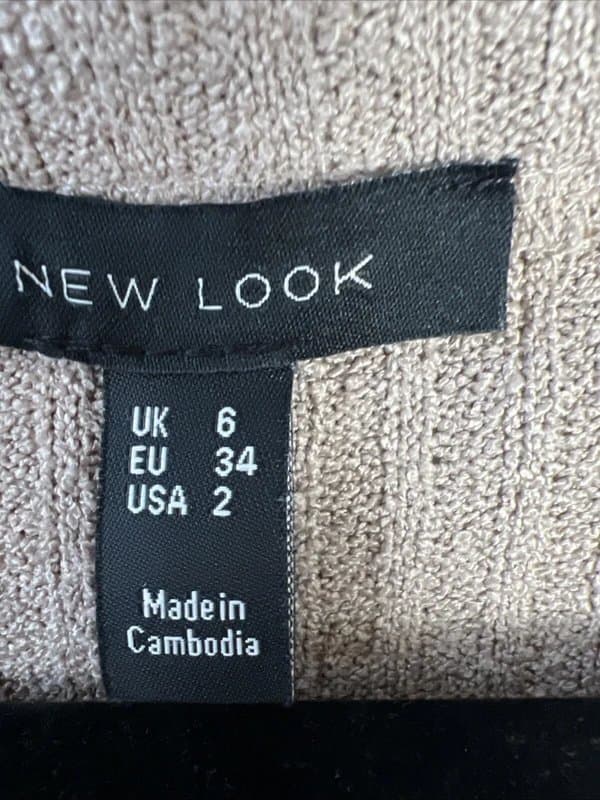 NEW LOOK
UK 6
EU 34
USA 2
Made in
Cambodia